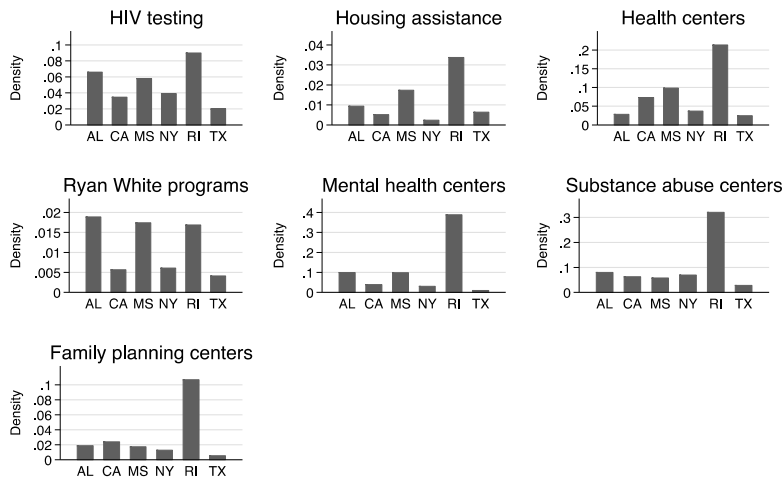 HIV testing
Density
.1
.08
.06
.04
.02
0
AL CA MS NY RI TX
Housing assistance
Density
.04
.03
.02
.01
0
AL CA MS NY RI TX
Health centers
Density
.2
.15
.1
.05
0
AL CA MS NY RI TX
Ryan White programs
Density
.02
.015
.01
.005
0
AL CA MS NY RI TX
Mental health centers
Density
.4
.3
.2
.1
0
AL CA MS NY RI TX
Substance abuse centers
Density
.3
.2
.1
0
AL CA MS NY RI TX
Family planning centers
Density
.1
.08
.06
.04
.02
0
AL CA MS NY RI TX